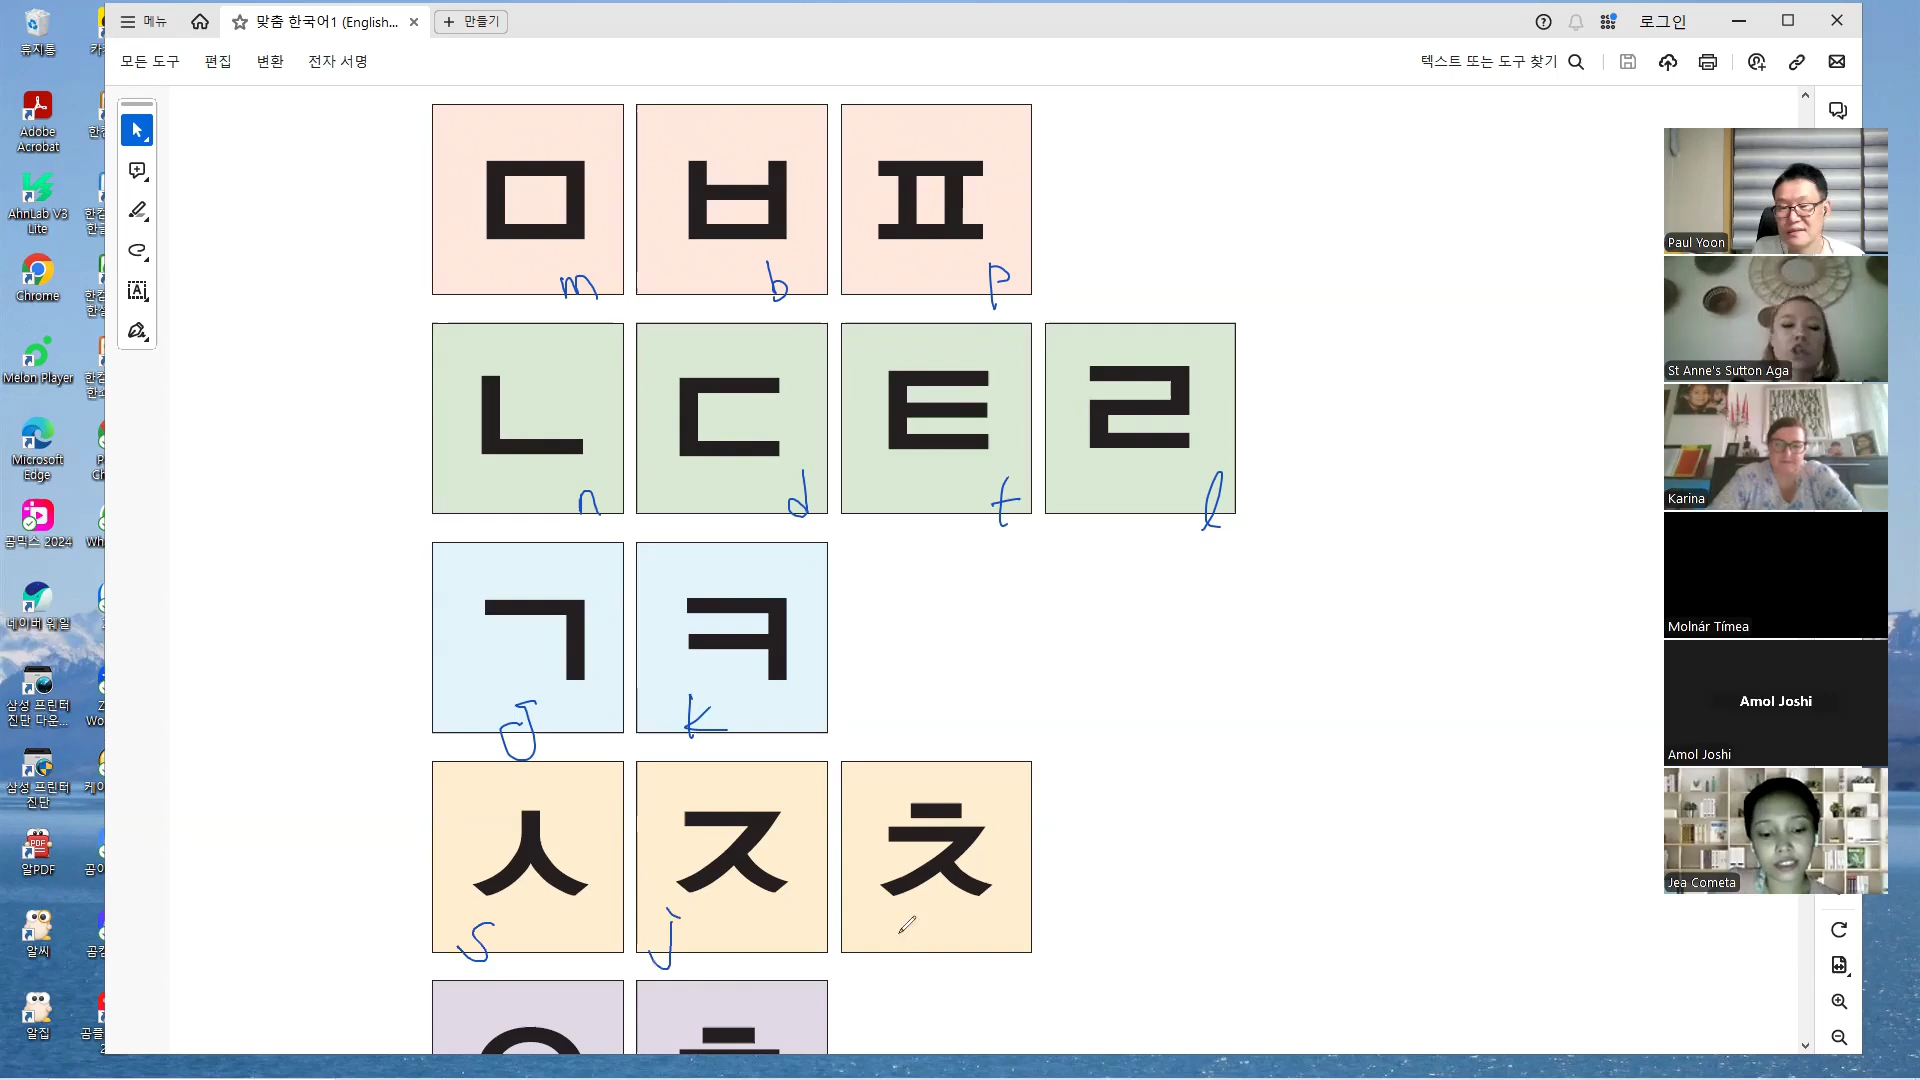 메뉴
맞춤 한국어1 (English...
만들기
로그인
모든 도구 편집 변환 전자 서명
텍스트 또는 도구 찾기
휴지통
Adobe Acrobat
AhnLab V3 Lite
Chrome
Melon Player
Microsoft Edge
곰믹스 2024
네이버 웨일
삼성 프린터 진단 다운...
삼성 프린터 진단
알PDF
알씨
알집
ㅁ ㅂ ㅍ
m b p
ㄴ ㄷ ㅌ ㄹ
n d t l
ㄱ ㅋ
g k
ㅅ ㅈ ㅊ
s j
Paul Yoon
St Anne's Sutton Aga
Karina
Molnár Tímea
Amol Joshi
Amol Joshi
Jea Cometa